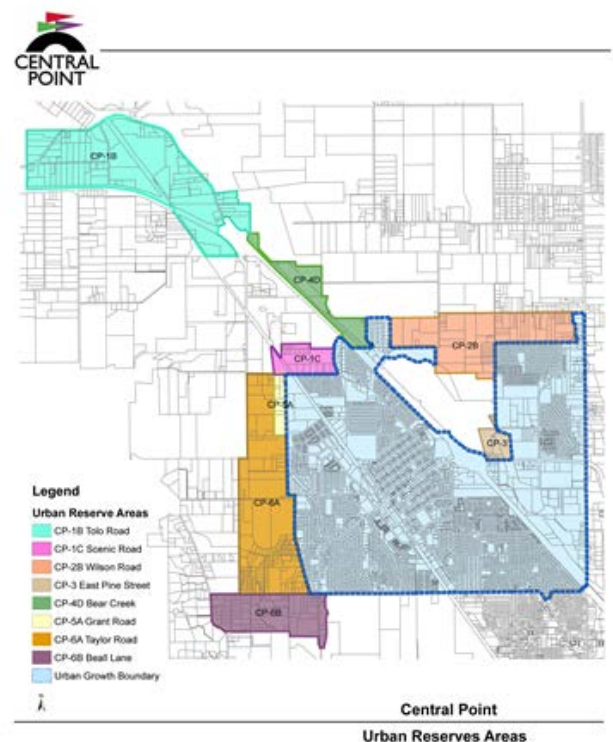 CENTRAL
POINT
CP-1B
CP-4D
CP-2B
CP-1C
CP-5A
CP-3
CP-6A
CP-6B
Legend
Urban Reserve Areas
CP-1B Tolo Road
CP-1C Scenic Road
CP-2B Wilson Road
CP-3 East Pine Street
CP-4D Bear Creek
CP-5A Grant Road
CP-6A Taylor Road
CP-6B Beall Lane
Urban Growth Boundary
Central Point
Urban Reserves Areas